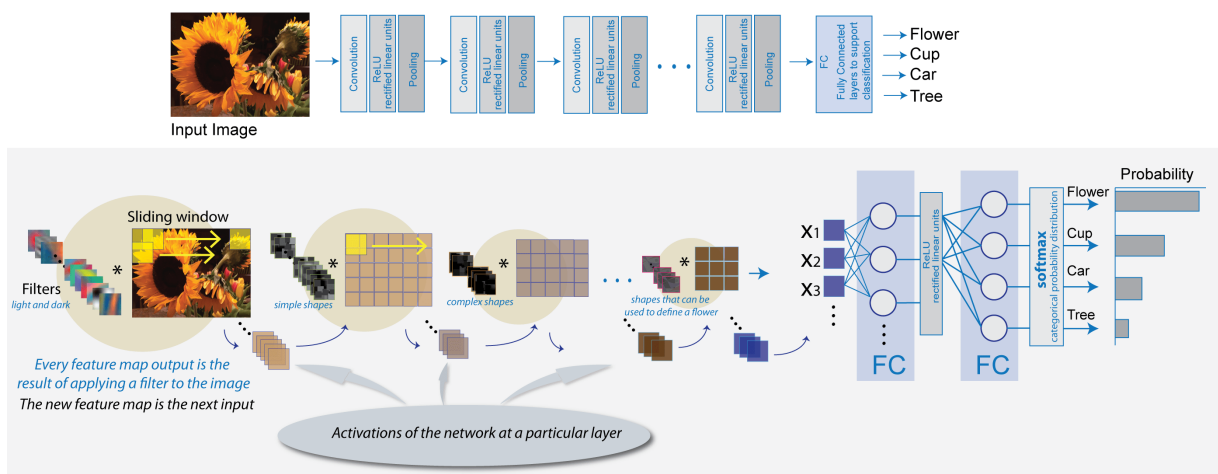 Input Image
Convolution
ReLU
rectified linear units
Pooling
Convolution
ReLU
rectified linear units
Pooling
Convolution
ReLU
rectified linear units
Pooling
Convolution
ReLU
rectified linear units
Pooling
FC
Fully Connected
layers to support
classification
Flower
Cup
Car
Tree
Filters
light and dark
*
Sliding window
simple shapes
*
complex shapes
*
shapes that can be
used to define a flower
*
Every feature map output is the
result of applying a filter to the image
The new feature map is the next input
Activations of the network at a particular layer
x1
x2
x3
FC
ReLU
rectified linear units
FC
softmax
categorical probability distribution
Probability
Flower
Cup
Car
Tree